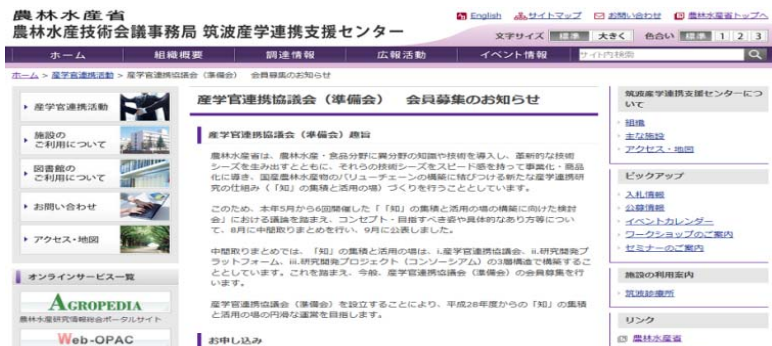 農林水産省
農林水産技術会議事務局 筑波産学連携支援センター
English サイトマップ お問い合わせ 農林水産省トップへ
文字サイズ 標準 大きく 色合い 標準 1 2 3
ホーム 組織概要 調達情報 広報活動 イベント情報 サイト内検索
ホーム > 産学官連携活動 > 産学官連携協議会（準備会） 会員募集のお知らせ
産学官連携活動
施設の
ご利用について
図書館の
ご利用について
お問い合わせ
アクセス・地図
オンラインサービス一覧
AGROPEDIA
農林水産研究情報総合ポータルサイト
Web-OPAC
産学官連携協議会（準備会） 会員募集のお知らせ
産学官連携協議会（準備会）趣旨
農林水産省は、農林水産・食品分野に異分野の知識や技術を導入し、革新的な技術
シーズを生み出すとともに、それらの技術シーズをスピード感を持って事業化・商品
化に導き、国産農林水産物のバリューチェーンの構築に結びつける新たな産学連携研
究の仕組み（「知」の集積と活用の場）づくりを行うこととしています。
このため、本年5月から6回開催した「「知」の集積と活用の場の構築に向けた検討
会」における議論を踏まえ、コンセプト・目指すべき姿や具体的なあり方等につい
て、8月に中間取りまとめを行い、9月に公表しました。
中間取りまとめでは、「知」の集積と活用の場は、i.産学官連携協議会、ii.研究開発プ
ラットフォーム、iii.研究開発プロジェクト（コンソーシアム）の3層構造で構築するこ
ととしています。これを踏まえ、今般、産学官連携協議会（準備会）の会員募集を行
います。
産学官連携協議会（準備会）を設立することにより、平成28年度からの「知」の集積
と活用の場の円滑な運営を目指します。
お申し込み
筑波産学連携支援センターにつ
いて
組織
主な施設
アクセス・地図
ピックアップ
入札情報
公募情報
イベントカレンダー
ワークショップのご案内
セミナーのご案内
施設の利用案内
筑波診療所
リンク
農林水産省